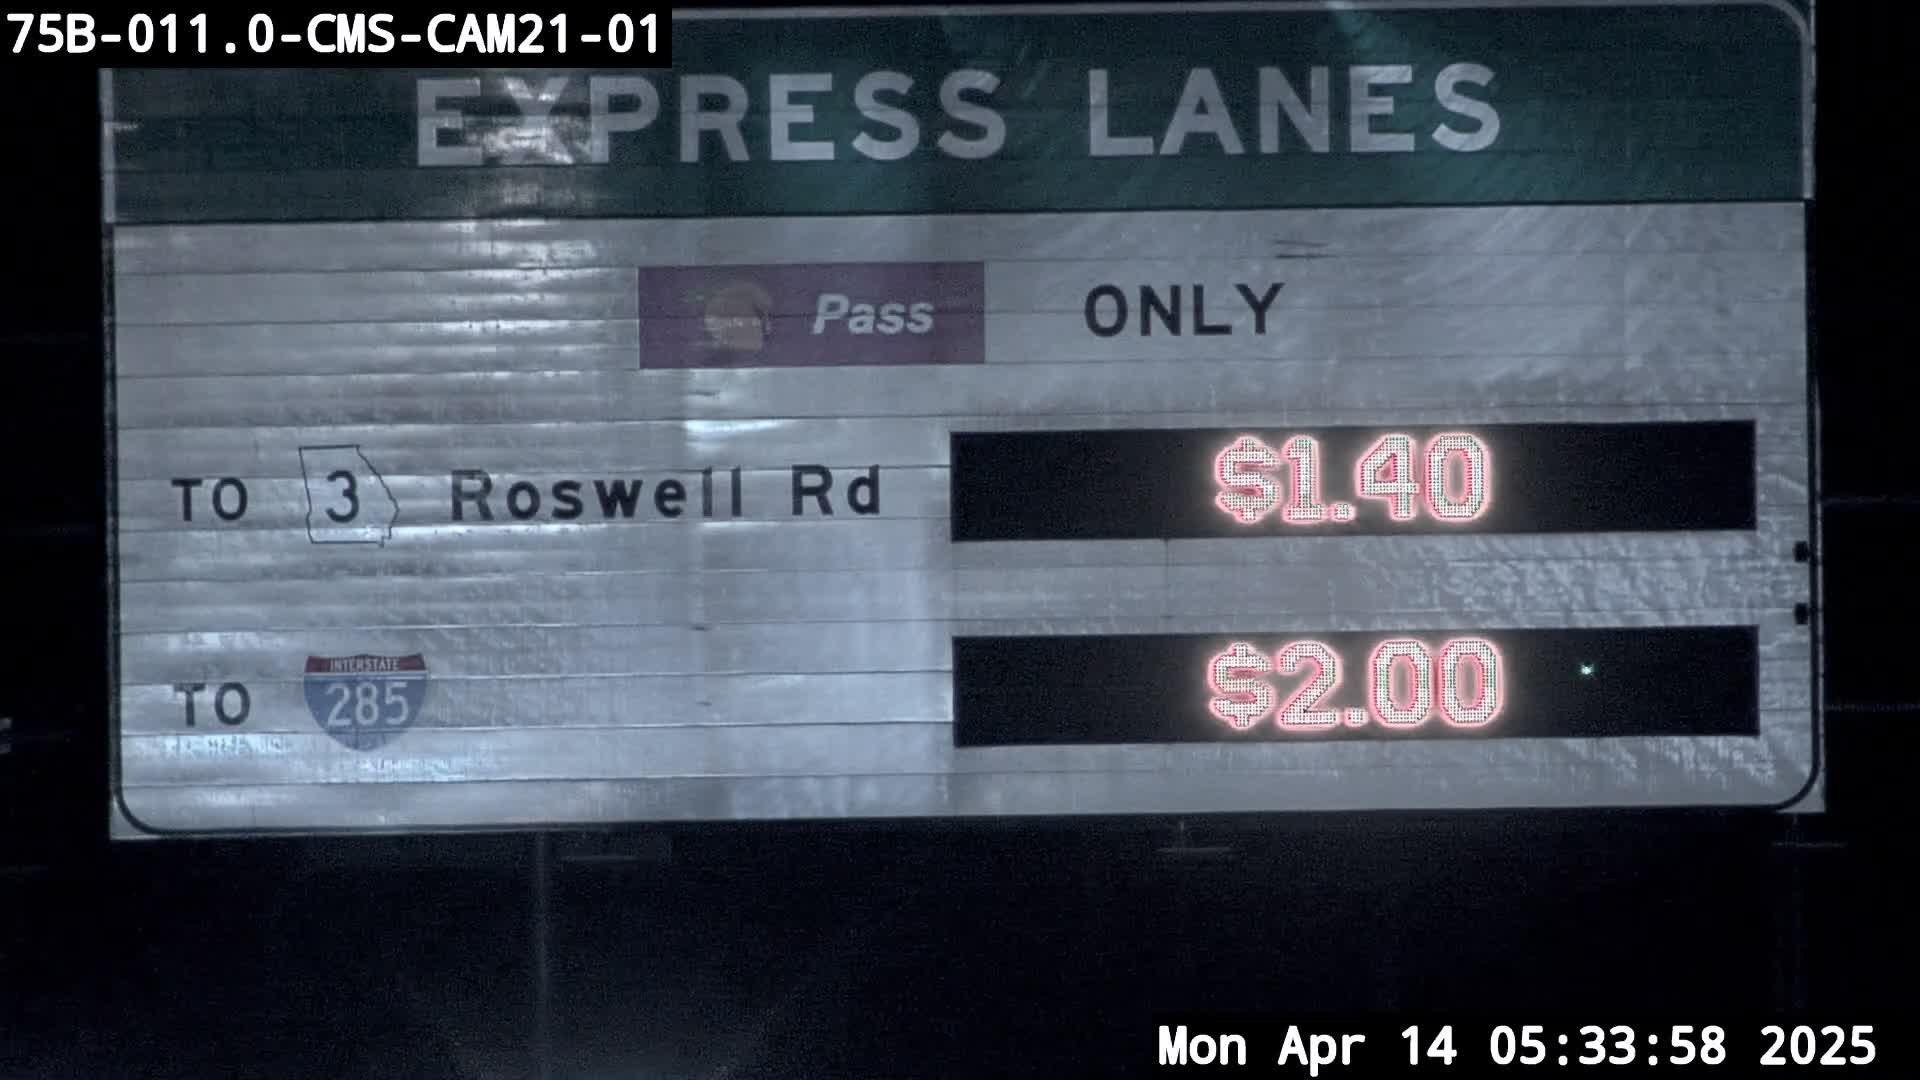 75B-011.0-CMS-CAM21-01
EXPRESS LANES
Pass ONLY
TO 3 Roswell Rd $1.40
INTERSTATE
TO 285 $2.00
Mon Apr 14 05:33:58 2025